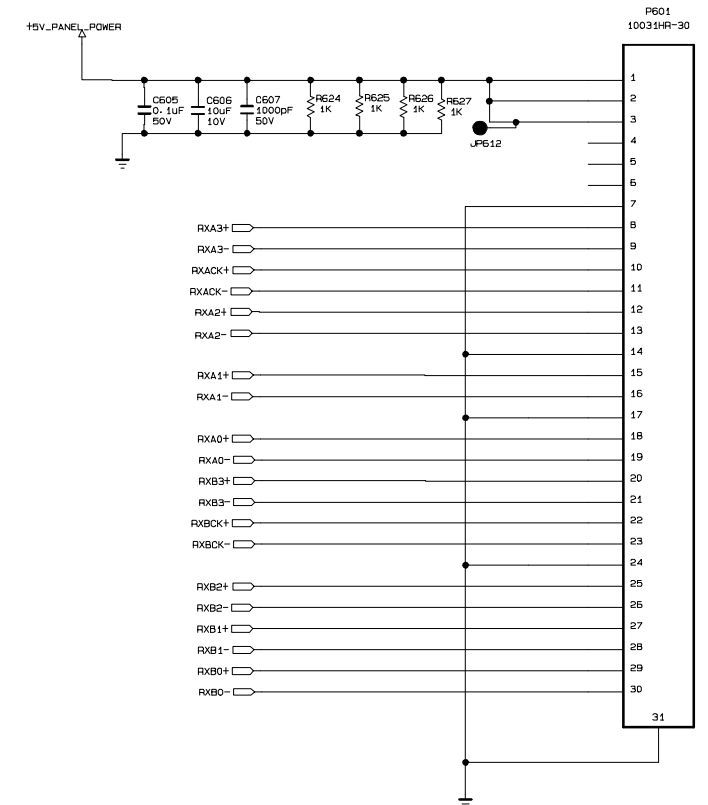 P601
10031HR-30
+5V_PANEL_POWER
C605
0.1uF
50V
C606
10uF
10V
C607
1000pF
50V
R624
1K
R625
1K
R626
1K
R627
1K
JP612
1
2
3
4
5
6
7
RXA3+ 8
RXA3- 9
RXACK+ 10
RXACK- 11
RXA2+ 12
RXA2- 13
14
RXA1+ 15
RXA1- 16
17
RXA0+ 18
RXA0- 19
RXB3+ 20
RXB3- 21
RXBCK+ 22
RXBCK- 23
24
RXB2+ 25
RXB2- 26
RXB1+ 27
RXB1- 28
RXB0+ 29
RXB0- 30
31